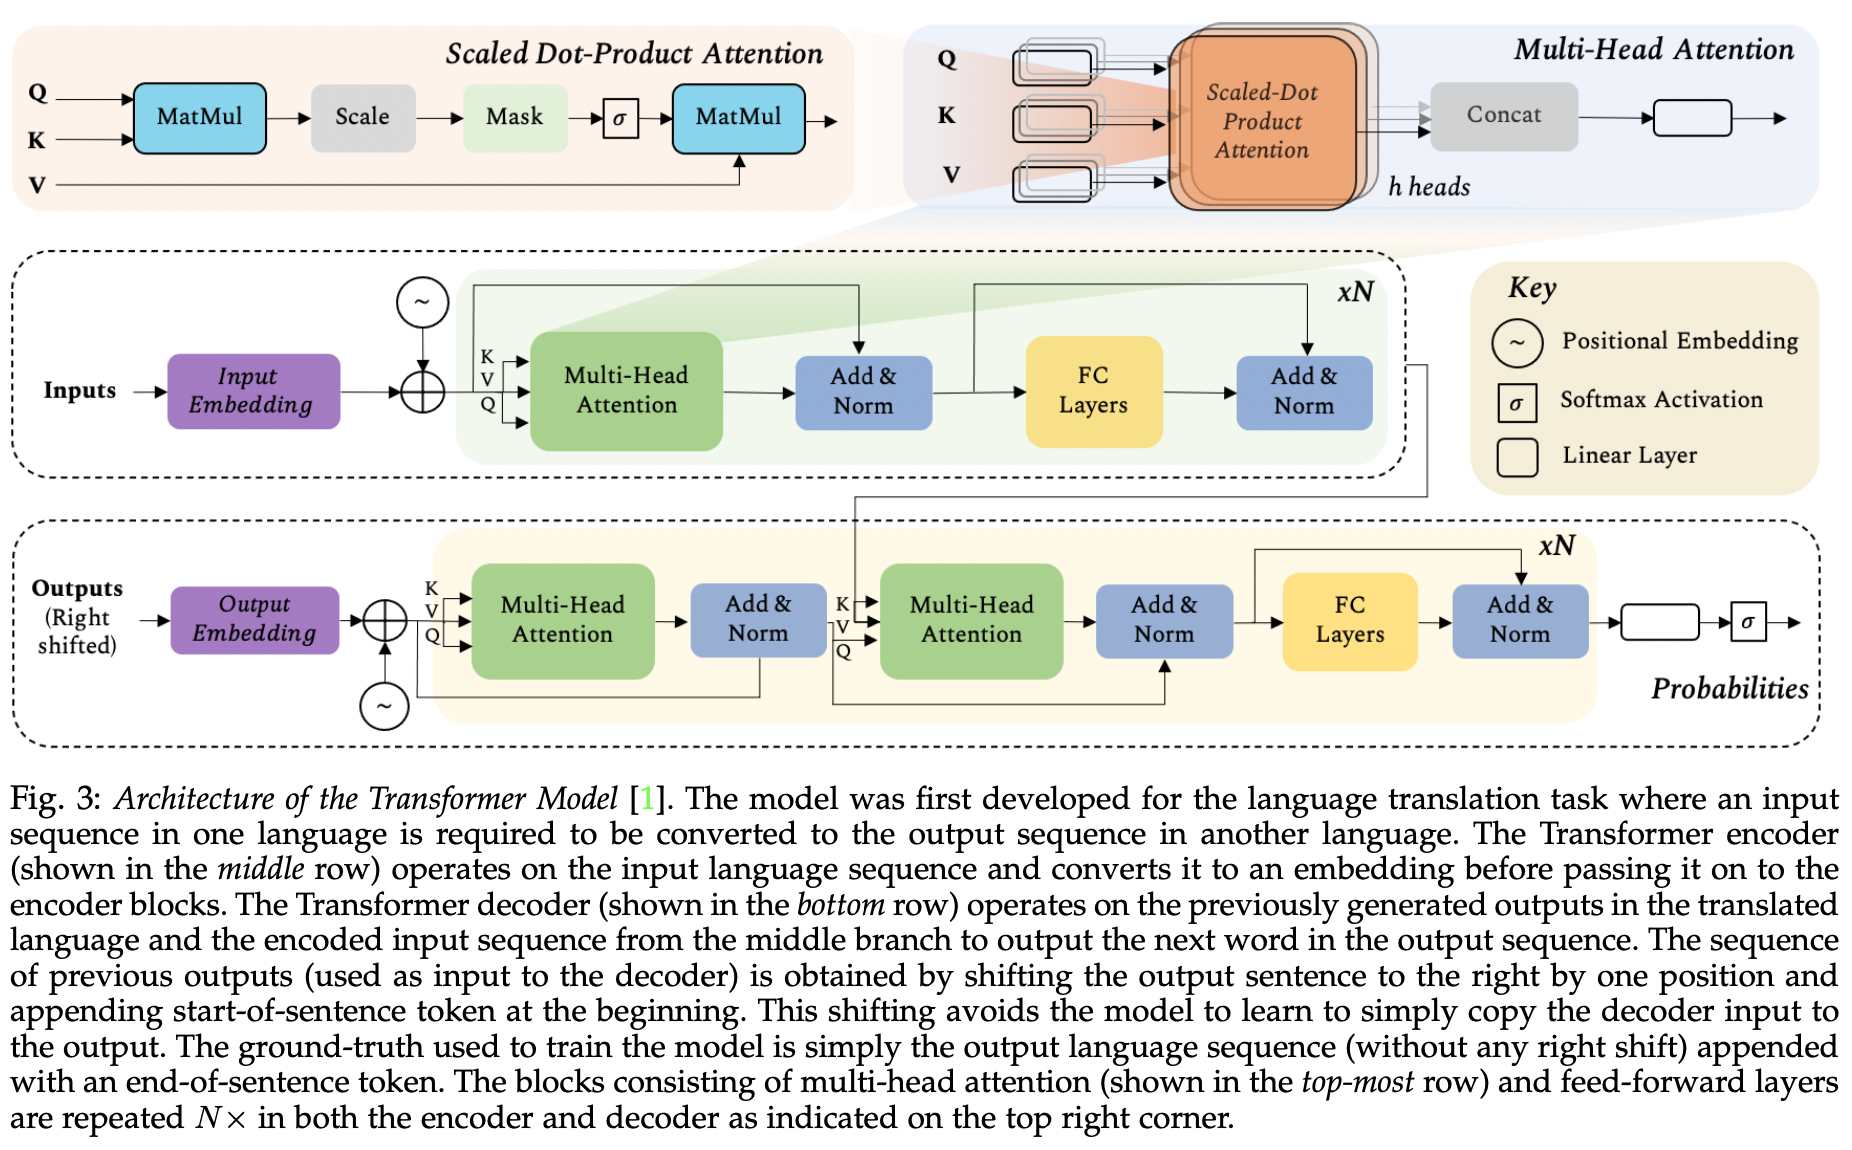 Scaled Dot-Product Attention
Q
K
V
MatMul
Scale
Mask
σ
MatMul
Multi-Head Attention
Q
K
V
Scaled-Dot
Product
Attention
Concat
h heads
xN
~
Inputs
Input
Embedding
K
V
Q
Multi-Head
Attention
Add &
Norm
FC
Layers
Add &
Norm
Key
~ Positional Embedding
σ Softmax Activation
Linear Layer
xN
Outputs
(Right
shifted)
Output
Embedding
~
K
V
Q
Multi-Head
Attention
Add &
Norm
K
V
Q
Multi-Head
Attention
Add &
Norm
FC
Layers
Add &
Norm
σ
Probabilities
Fig. 3: Architecture of the Transformer Model [1]. The model was first developed for the language translation task where an input
sequence in one language is required to be converted to the output sequence in another language. The Transformer encoder
(shown in the middle row) operates on the input language sequence and converts it to an embedding before passing it on to the
encoder blocks. The Transformer decoder (shown in the bottom row) operates on the previously generated outputs in the translated
language and the encoded input sequence from the middle branch to output the next word in the output sequence. The sequence
of previous outputs (used as input to the decoder) is obtained by shifting the output sentence to the right by one position and
appending start-of-sentence token at the beginning. This shifting avoids the model to learn to simply copy the decoder input to
the output. The ground-truth used to train the model is simply the output language sequence (without any right shift) appended
with an end-of-sentence token. The blocks consisting of multi-head attention (shown in the top-most row) and feed-forward layers
are repeated N× in both the encoder and decoder as indicated on the top right corner.